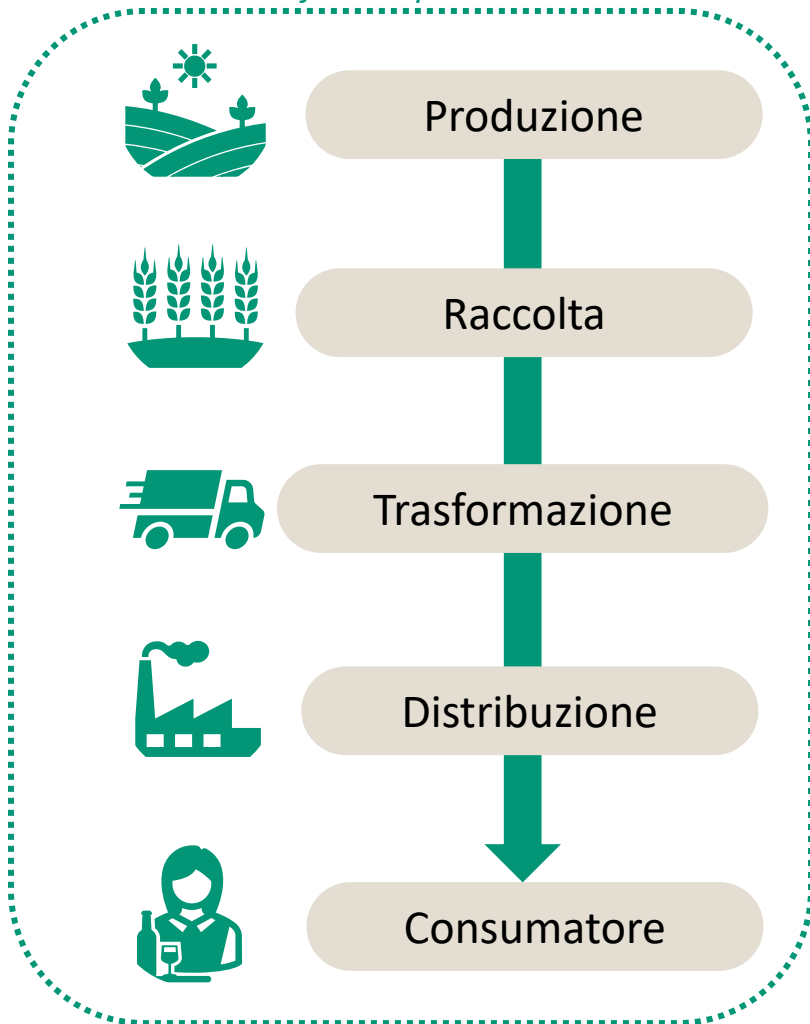 Produzione
Raccolta
Trasformazione
Distribuzione
Consumatore